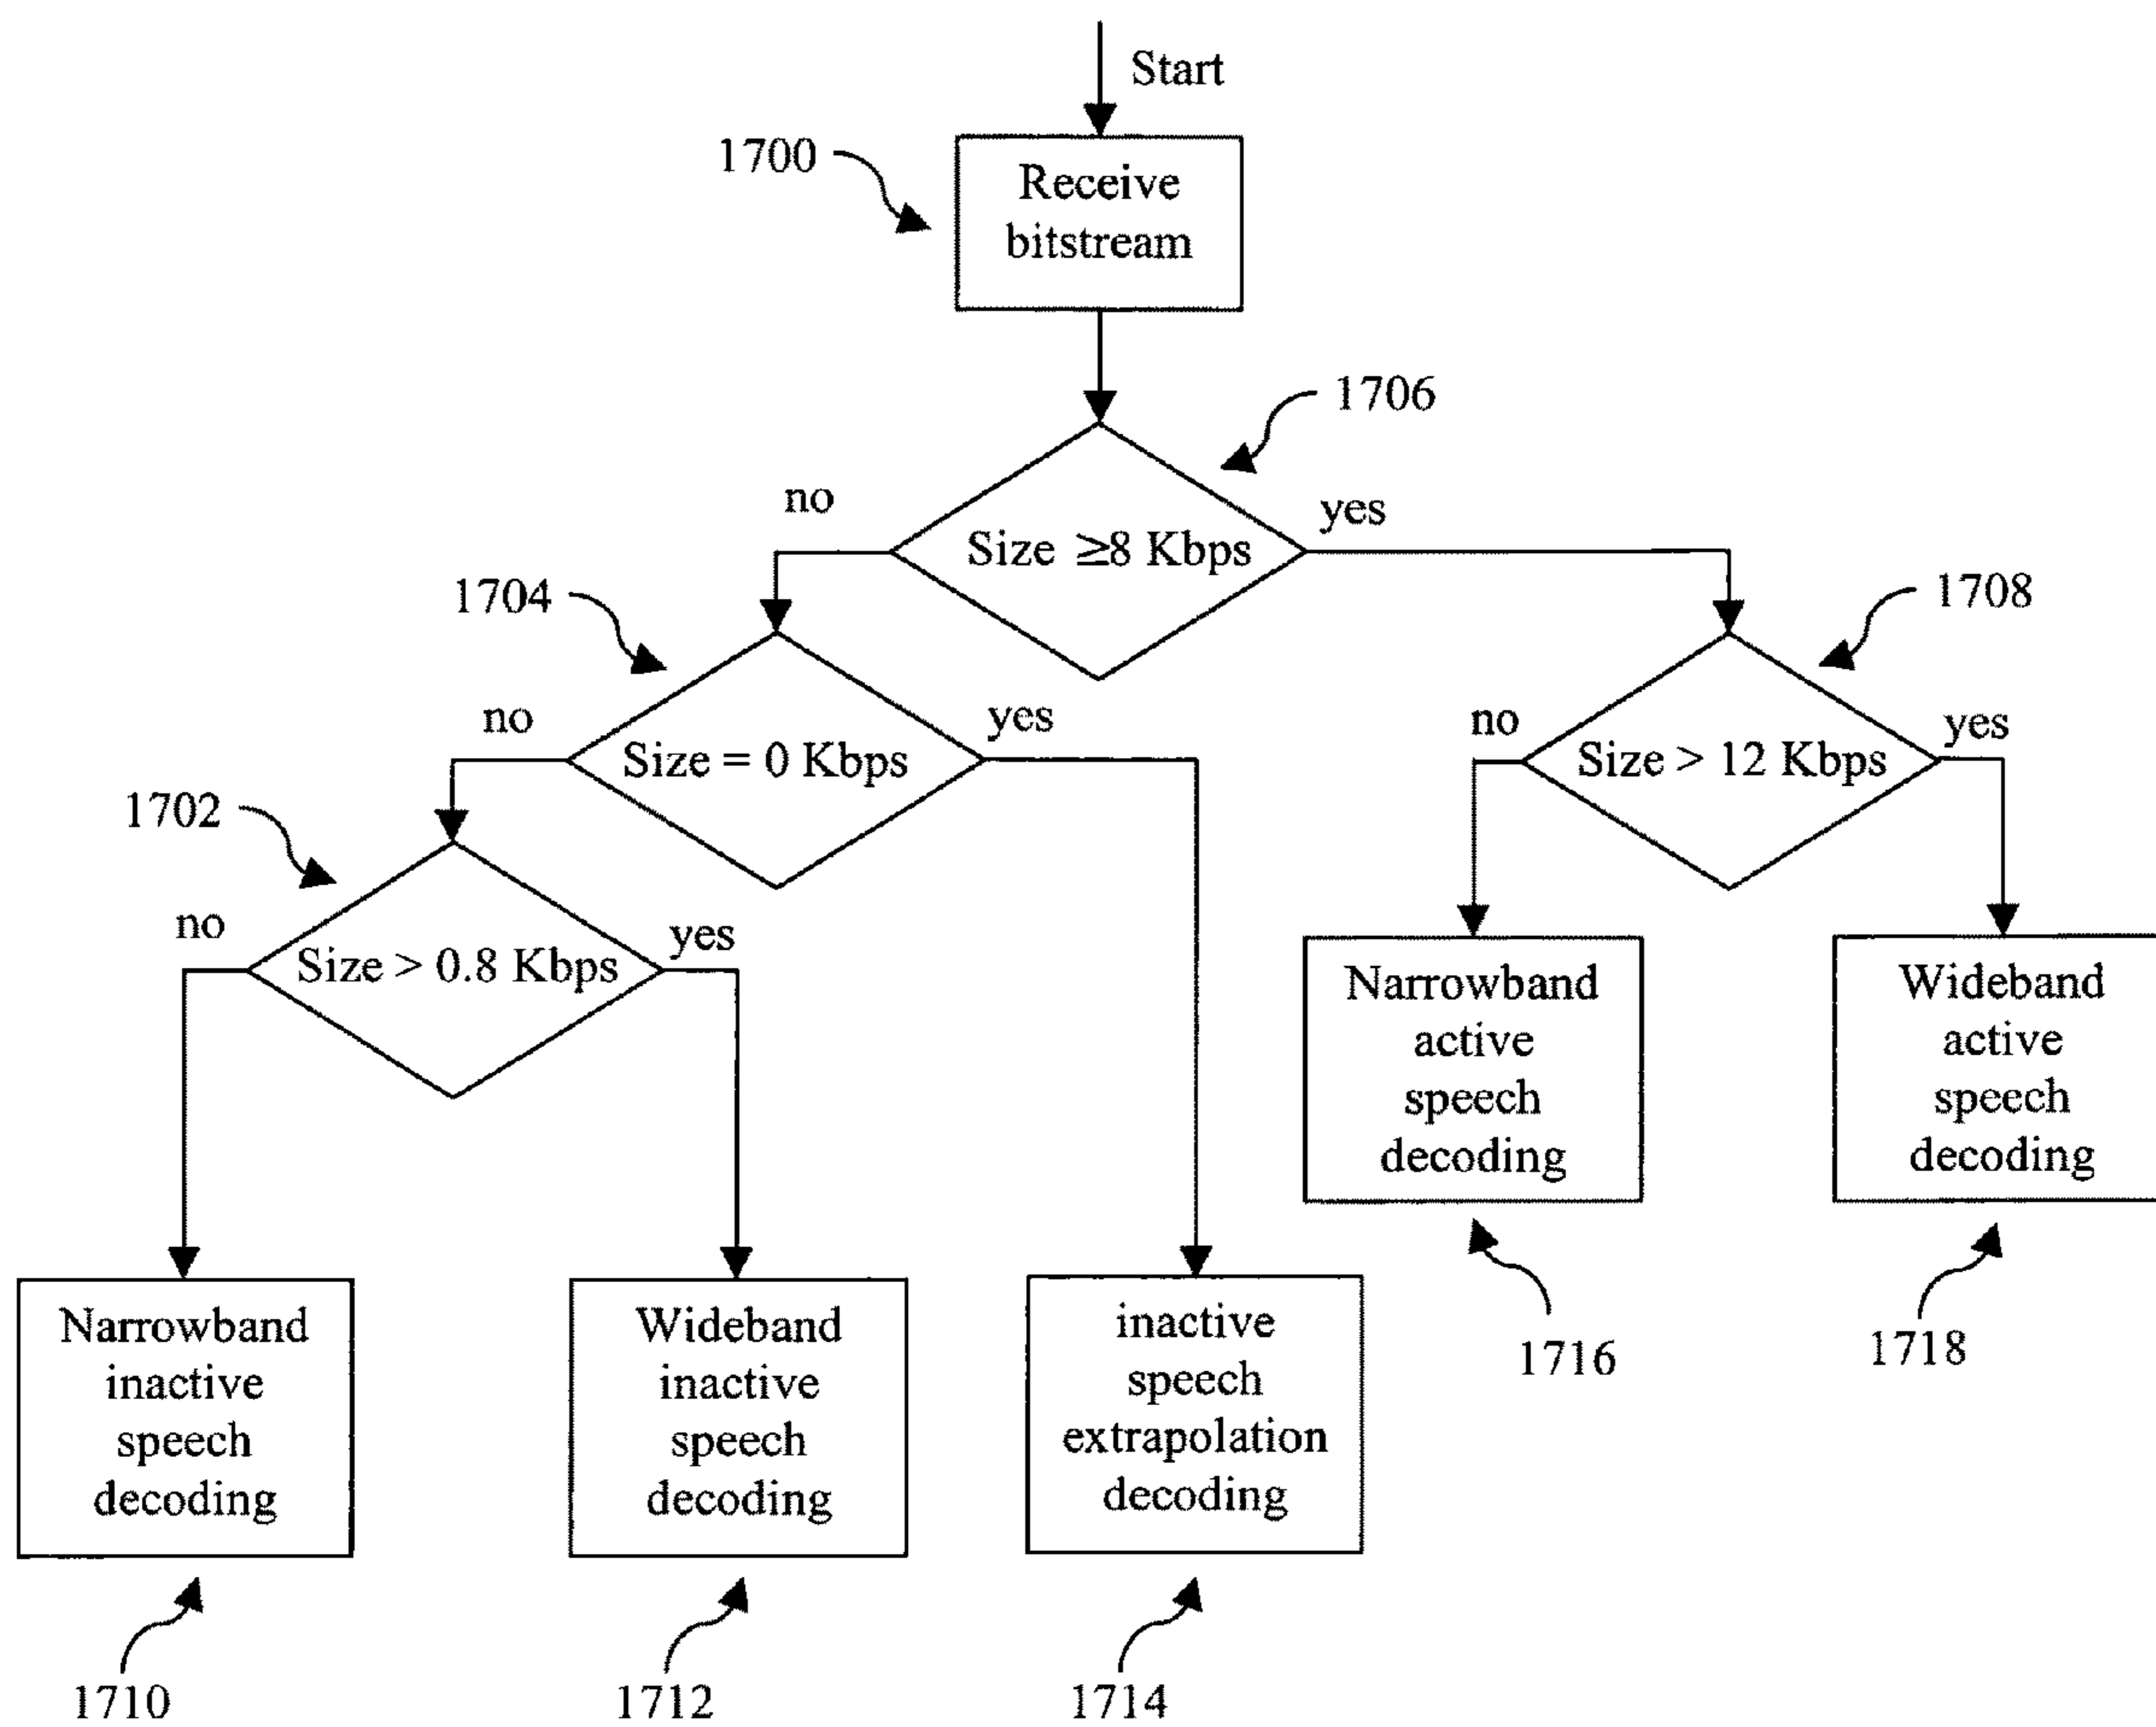 Start
1700
Receive
bitstream
1706
no
yes
Size ≥8 Kbps
1704
1708
no
yes
Size = 0 Kbps
no
yes
Size > 12 Kbps
1702
no
yes
Size > 0.8 Kbps
Narrowband
active
speech
decoding
Wideband
active
speech
decoding
1716
1718
Narrowband
inactive
speech
decoding
Wideband
inactive
speech
decoding
inactive
speech
extrapolation
decoding
1710
1712
1714